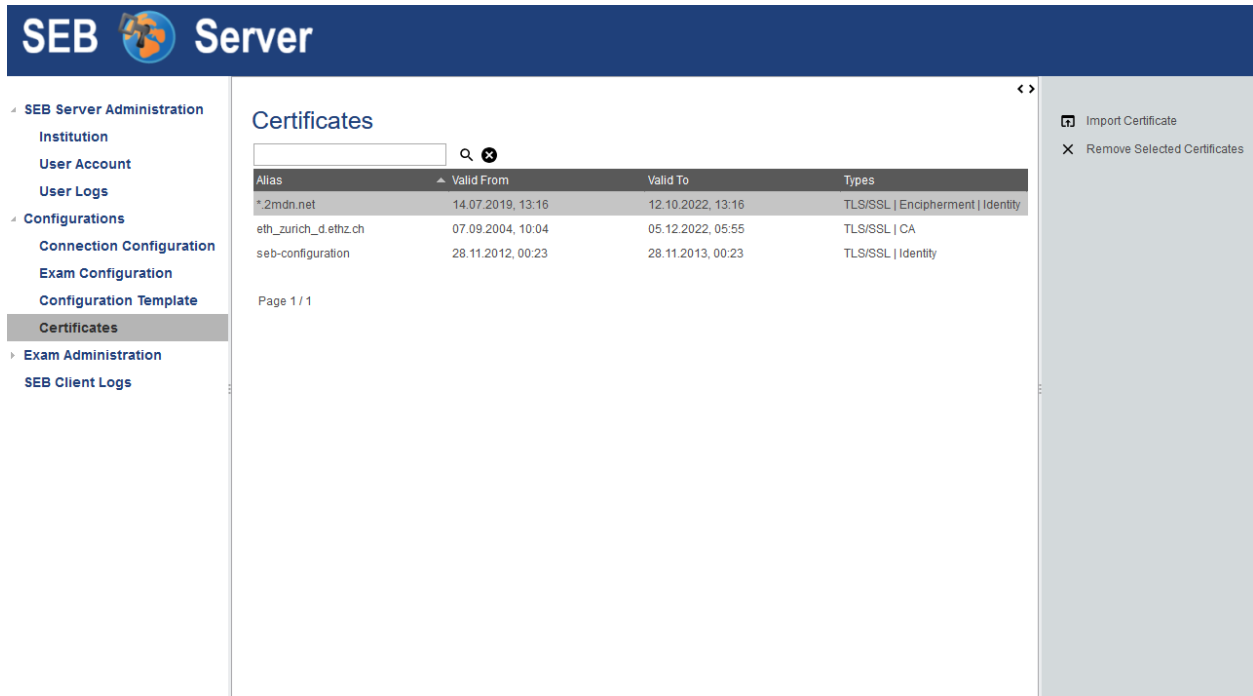 SEB Server
SEB Server Administration
Institution
User Account
User Logs
Configurations
Connection Configuration
Exam Configuration
Configuration Template
Certificates
Exam Administration
SEB Client Logs
Certificates
Alias Valid From Valid To Types
*.2mdn.net 14.07.2019, 13:16 12.10.2022, 13:16 TLS/SSL | Encipherment | Identity
eth_zurich_d.ethz.ch 07.09.2004, 10:04 05.12.2022, 05:55 TLS/SSL | CA
seb-configuration 28.11.2012, 00:23 28.11.2013, 00:23 TLS/SSL | Identity
Page 1 / 1
Import Certificate
Remove Selected Certificates